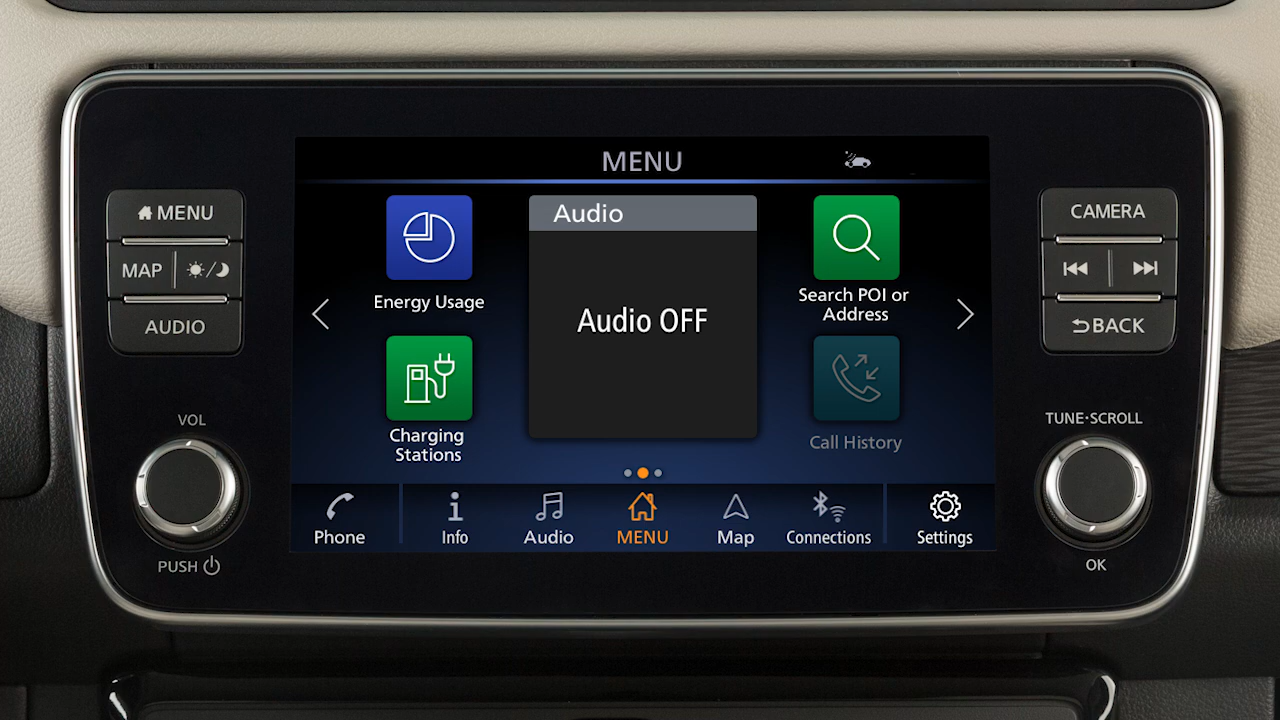 MENU
MENU
MAP
AUDIO
VOL
PUSH
Energy Usage
Charging
Stations
Audio
Audio OFF
Search POI or
Address
Call History
Phone
Info
Audio
MENU
Map
Connections
Settings
CAMERA
BACK
TUNE·SCROLL
OK